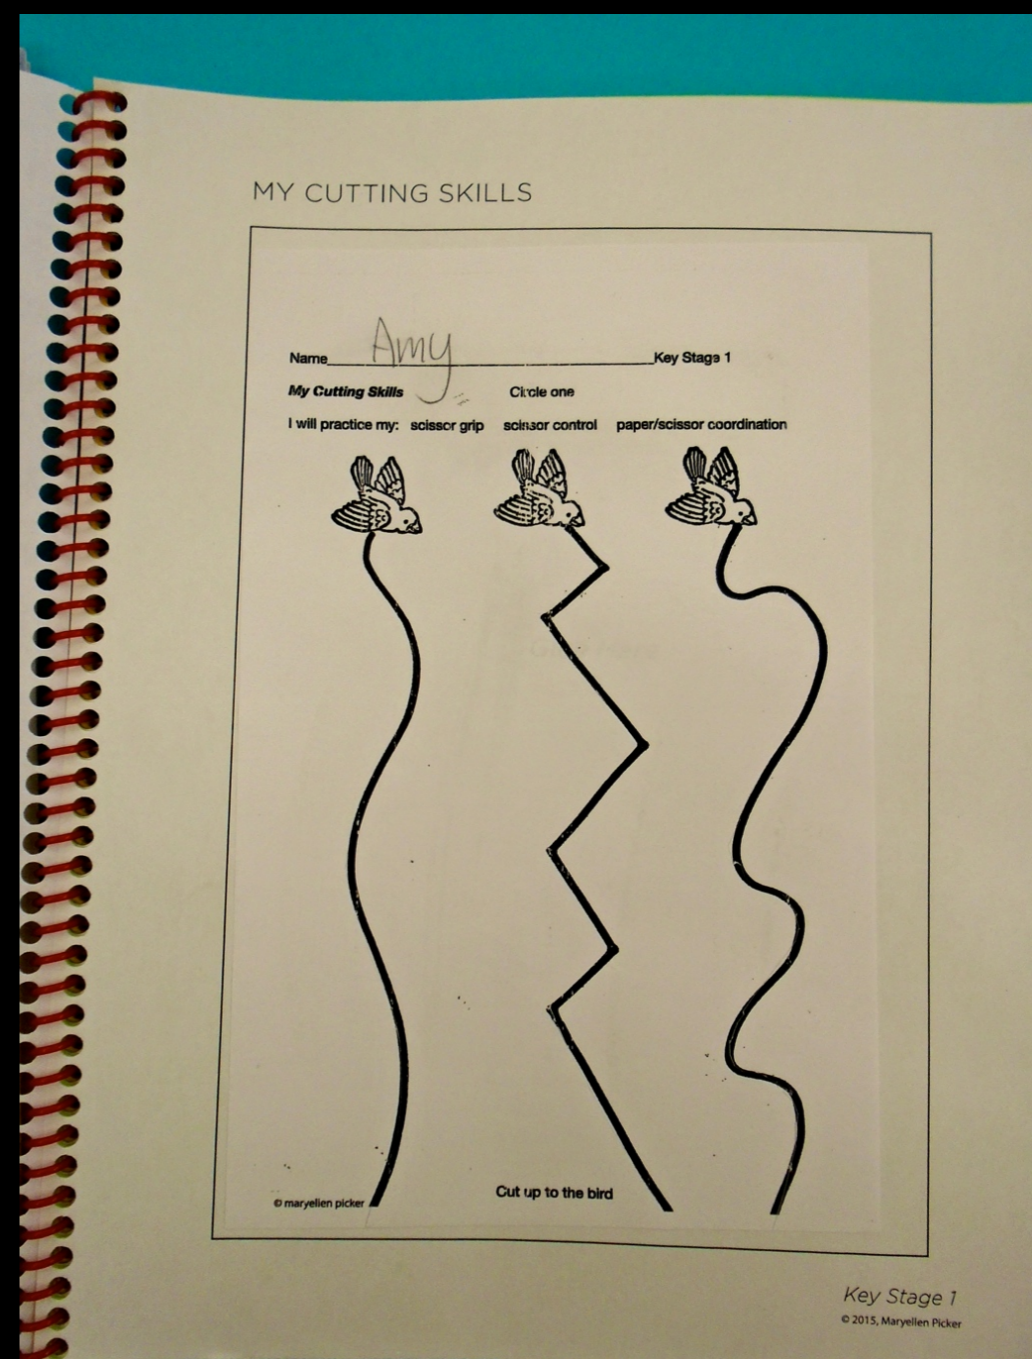 MY CUTTING SKILLS
Name Amy Key Stage 1
My Cutting Skills Circle one
I will practice my: scissor grip scissor control paper/scissor coordination
Cut up to the bird
© maryellen picker
Key Stage 1
© 2015, Maryellen Picker